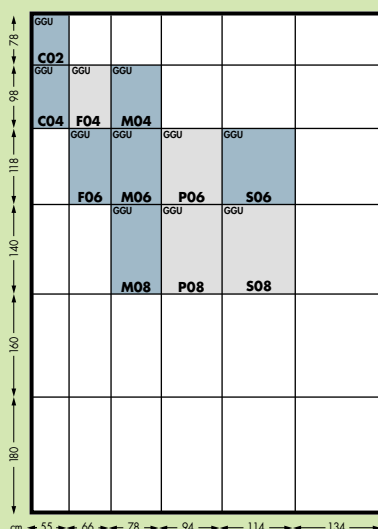 78
GGU
C02
98
GGU GGU GGU
C04 F04 M04
118
GGU GGU GGU GGU
F06 M06 P06 S06
140
GGU GGU GGU
M08 P08 S08
160
180
cm 55 66 78 94 114 134